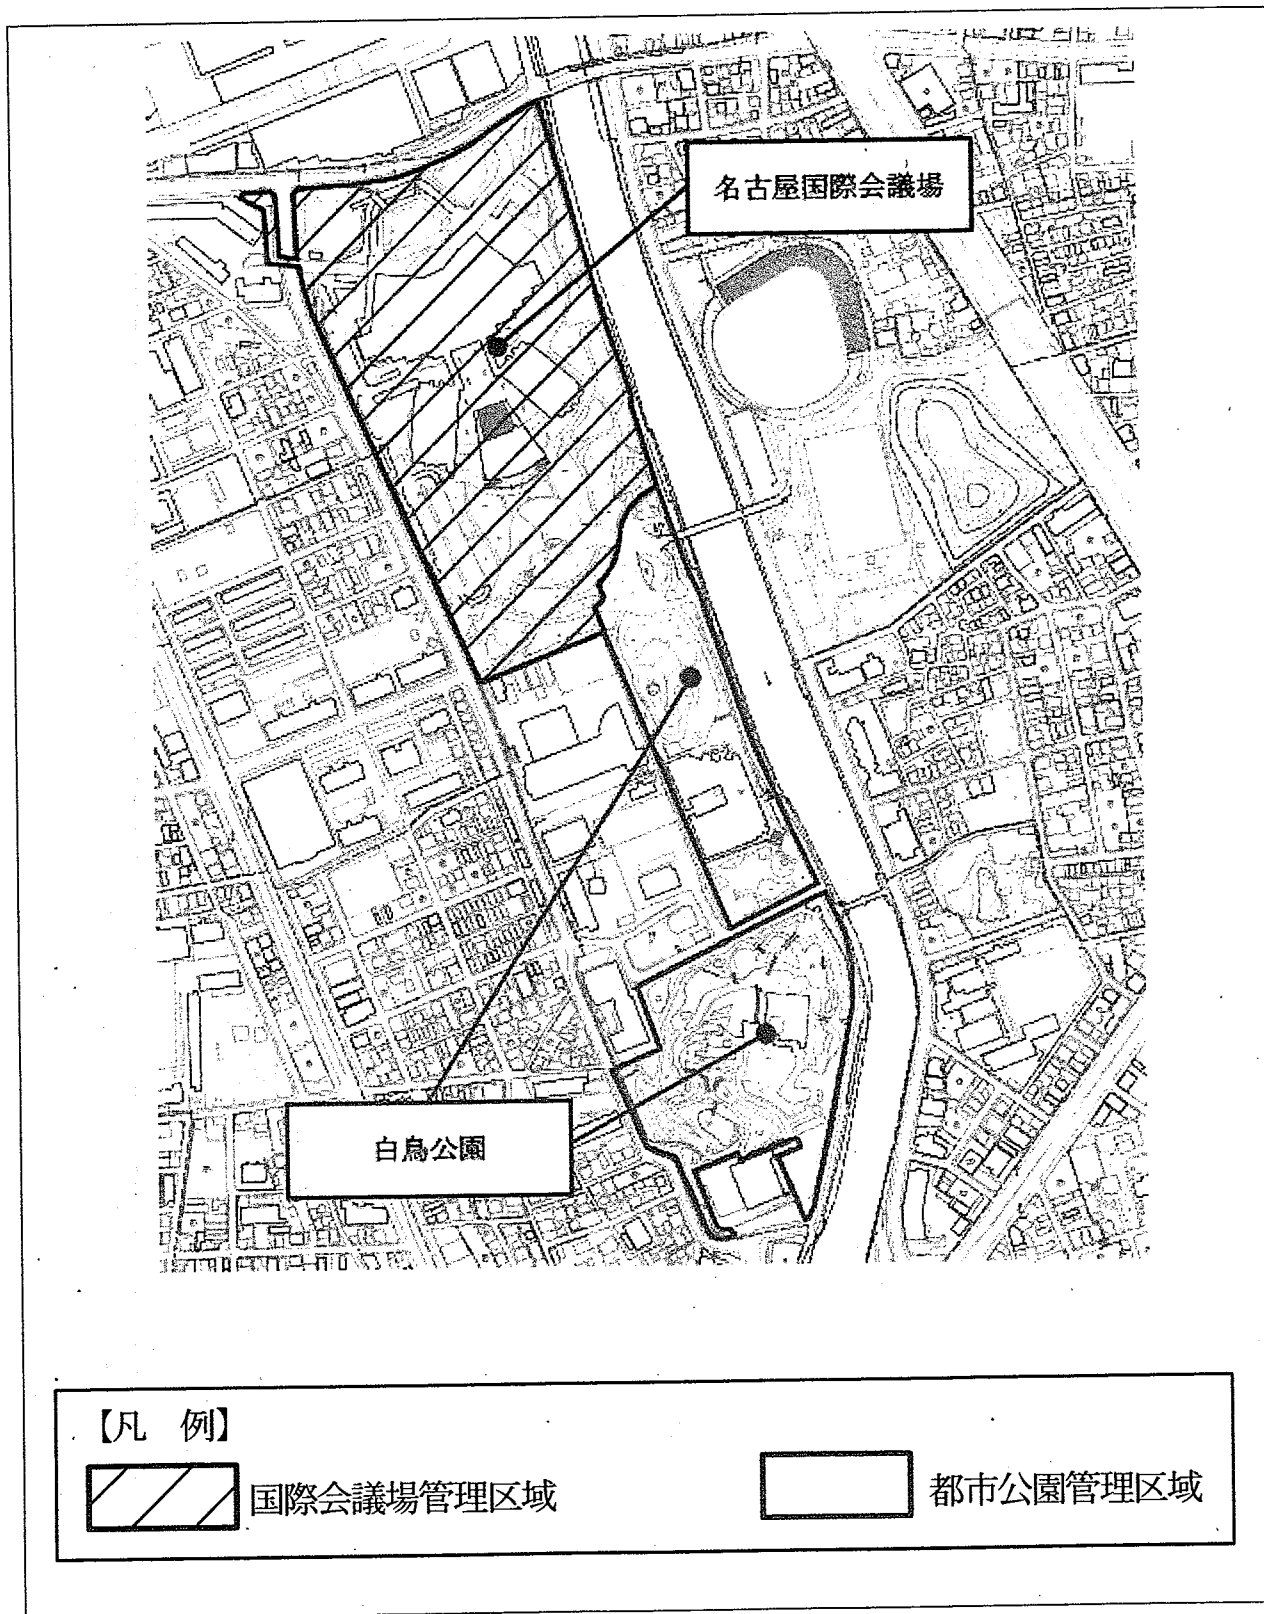 名古屋国際会議場
白鳥公園
【凡　例】
国際会議場管理区域
都市公園管理区域